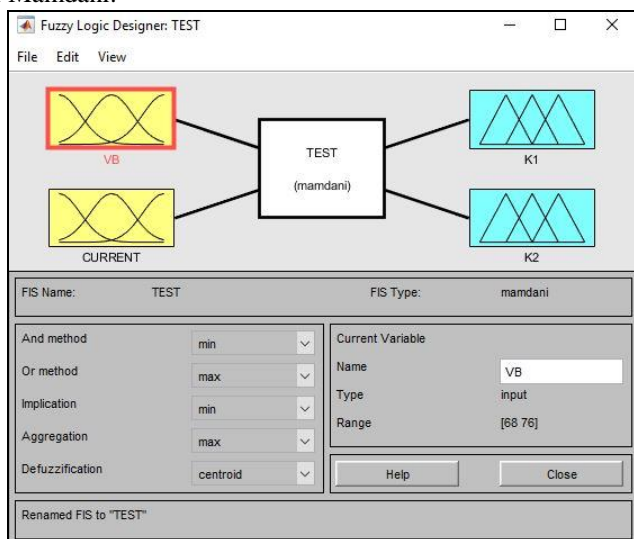 Mamdani.
Fuzzy Logic Designer: TEST
File Edit View
VB
CURRENT
TEST
(mamdani)
K1
K2
FIS Name: TEST FIS Type: mamdani
And method min
Or method max
Implication min
Aggregation max
Defuzzification centroid
Current Variable
Name VB
Type input
Range [68 76]
Help Close
Renamed FIS to "TEST"